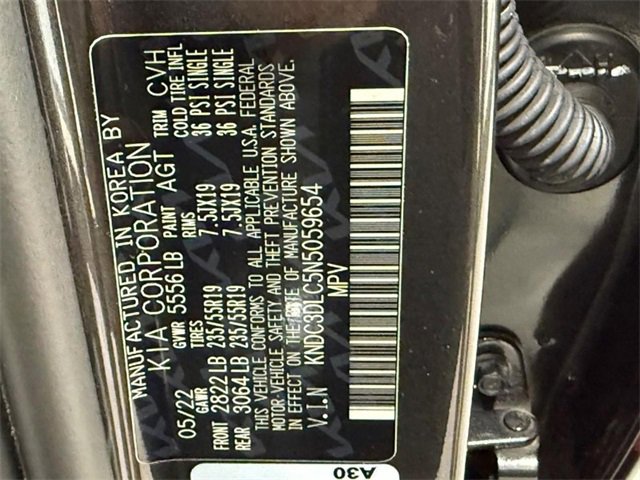 MANUFACTURED IN KOREA BY
KIA CORPORATION
05/22 GVWR 5556 LB PAINT AGT TRIM CVH
GAWR TIRES RIMS COLD TIRE INFL
FRONT 2822 LB 235/55R19 7.5JX19 36 PSI SINGLE
REAR 3064 LB 235/55R19 7.5JX19 36 PSI SINGLE
THIS VEHICLE CONFORMS TO ALL APPLICABLE U.S.A. FEDERAL
MOTOR-VEHICLE SAFETY AND THEFT PREVENTION STANDARDS
IN EFFECT ON THE DATE OF MANUFACTURE SHOWN ABOVE.
V.I.N KNDC3DLC5N5059654
MPV
A30